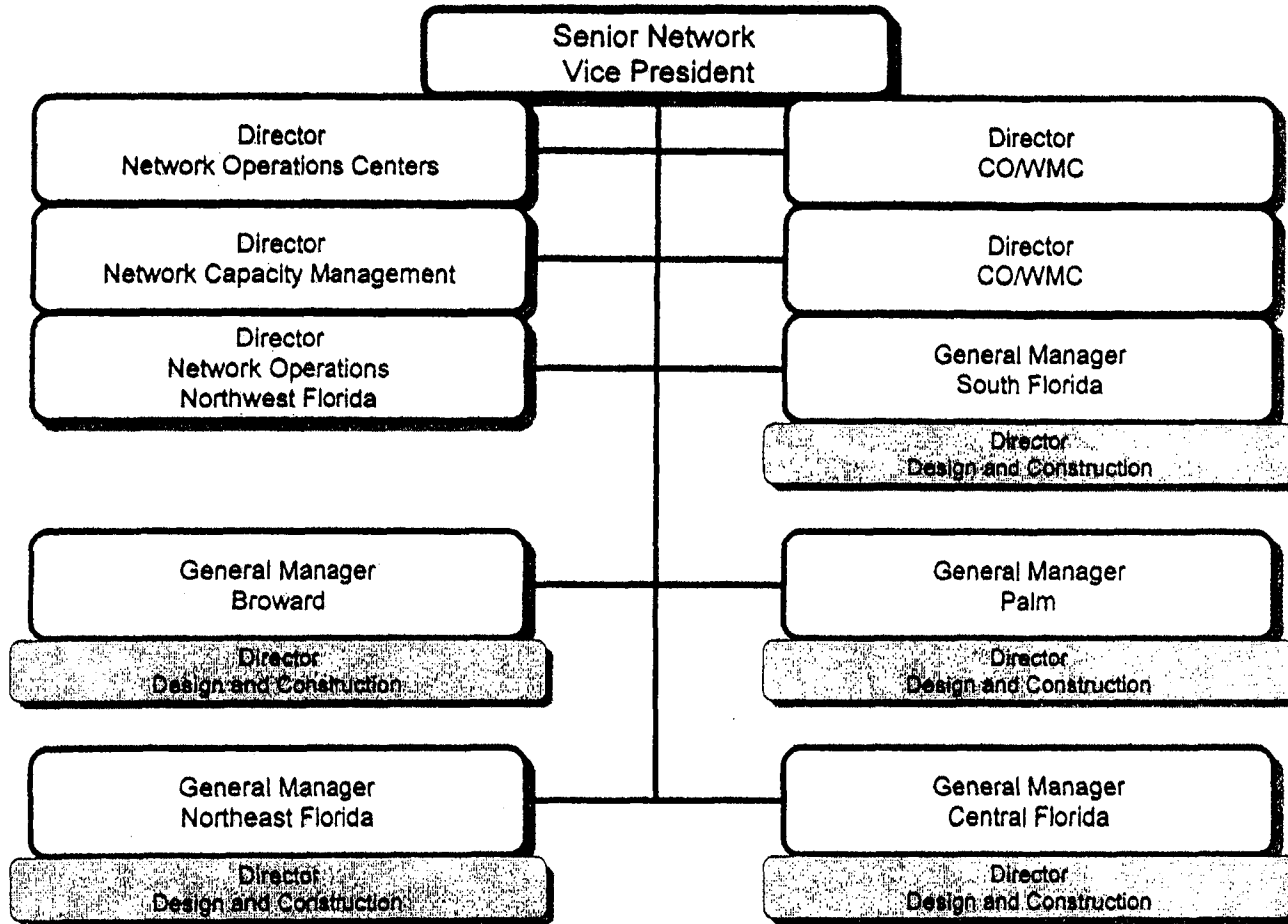 Senior Network
Vice President
Director
Network Operations Centers
Director
CO/WMC
Director
Network Capacity Management
Director
CO/WMC
Director
Network Operations
Northwest Florida
General Manager
South Florida
Director
Design and Construction
General Manager
Broward
Director
Design and Construction
General Manager
Palm
Director
Design and Construction
General Manager
Northeast Florida
Director
Design and Construction
General Manager
Central Florida
Director
Design and Construction